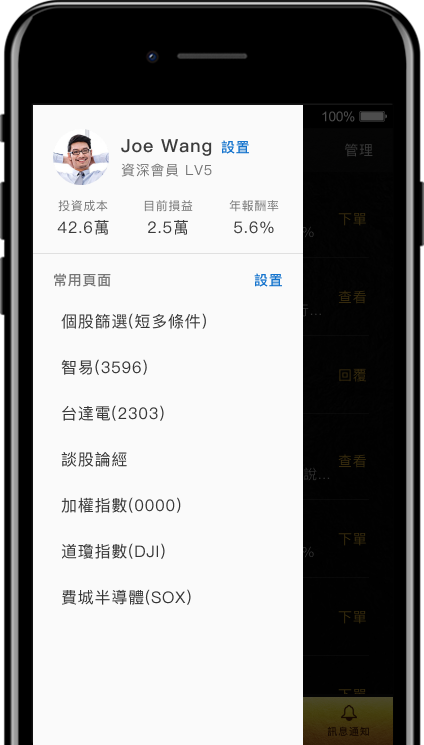 100%
管理
Joe Wang 設置
資深會員 LV5
投資成本 目前損益 年報酬率
42.6萬 2.5萬 5.6%
下單
%
常用頁面 設置
查看
行...
個股篩選(短多條件)
智易(3596)
回覆
台達電(2303)
談股論經
查看
說...
加權指數(0000)
下單
%
道瓊指數(DJI)
費城半導體(SOX)
下單
下單
訊息通知